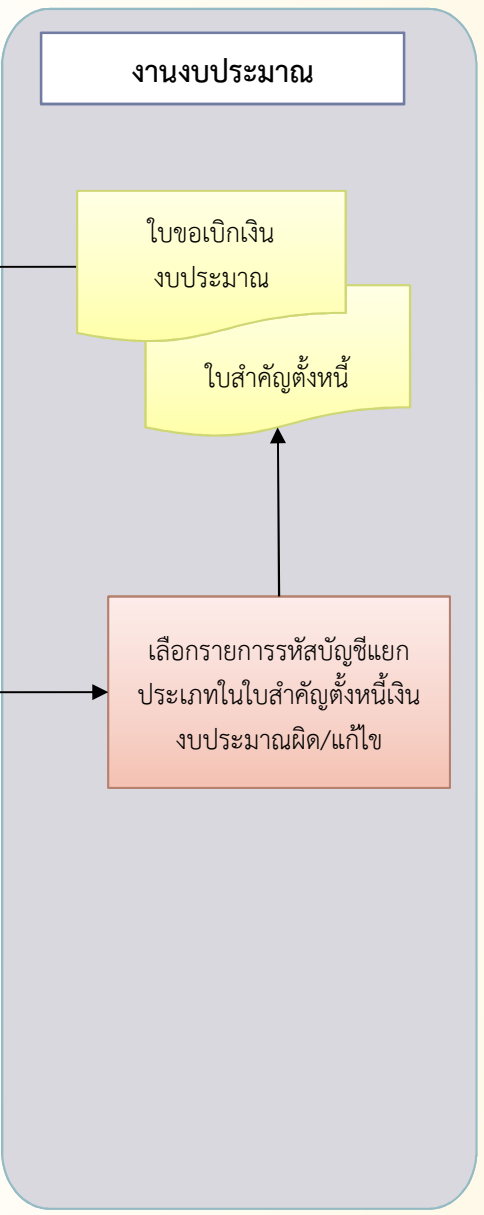 งานงบประมาณ
ใบขอเบิกเงิน
งบประมาณ
ใบสำคัญตั้งหนี้
เลือกรายการรหัสบัญชีแยก
ประเภทในใบสำคัญตั้งหนี้เงิน
งบประมาณผิด/แก้ไข